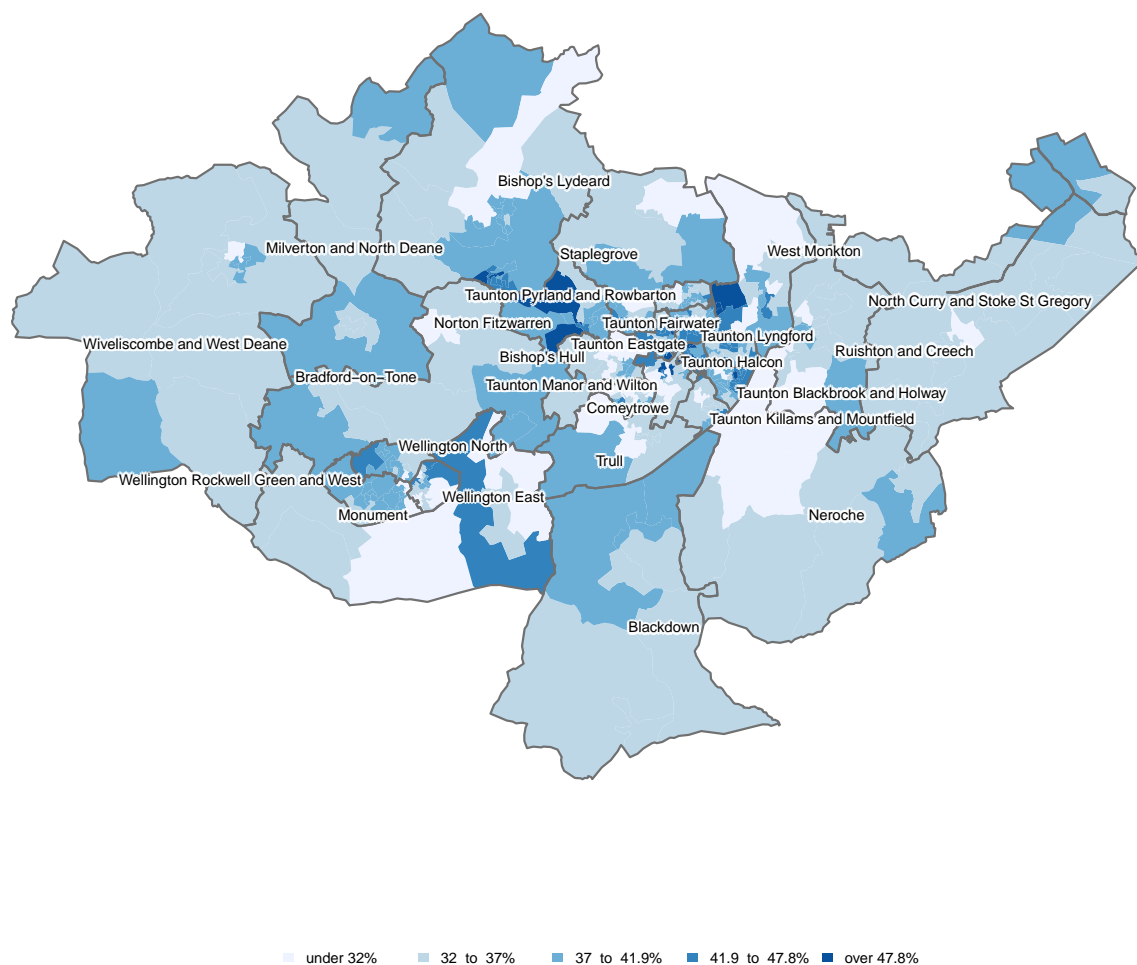 Bishop's Lydeard
Milverton and North Deane
Staplegrove
West Monkton
Taunton Pyrland and Rowbarton
North Curry and Stoke St Gregory
Norton Fitzwarren
Taunton Fairwater
Taunton Lyngford
Wiveliscombe and West Deane
Taunton Eastgate
Ruishton and Creech
Bishop's Hull
Taunton Halcon
Bradford−on−Tone
Taunton Manor and Wilton
Taunton Blackbrook and Holway
Comeytrowe
Taunton Killams and Mountfield
Wellington North
Trull
Wellington Rockwell Green and West
Wellington East
Monument
Neroche
Blackdown
under 32% 32 to 37% 37 to 41.9% 41.9 to 47.8% over 47.8%